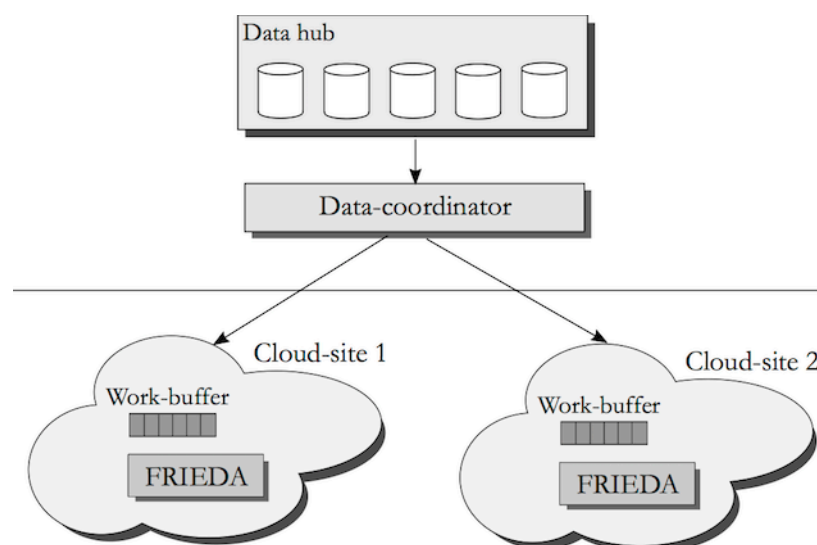 Data hub
Data-coordinator
Cloud-site 1
Work-buffer
FRIEDA
Cloud-site 2
Work-buffer
FRIEDA